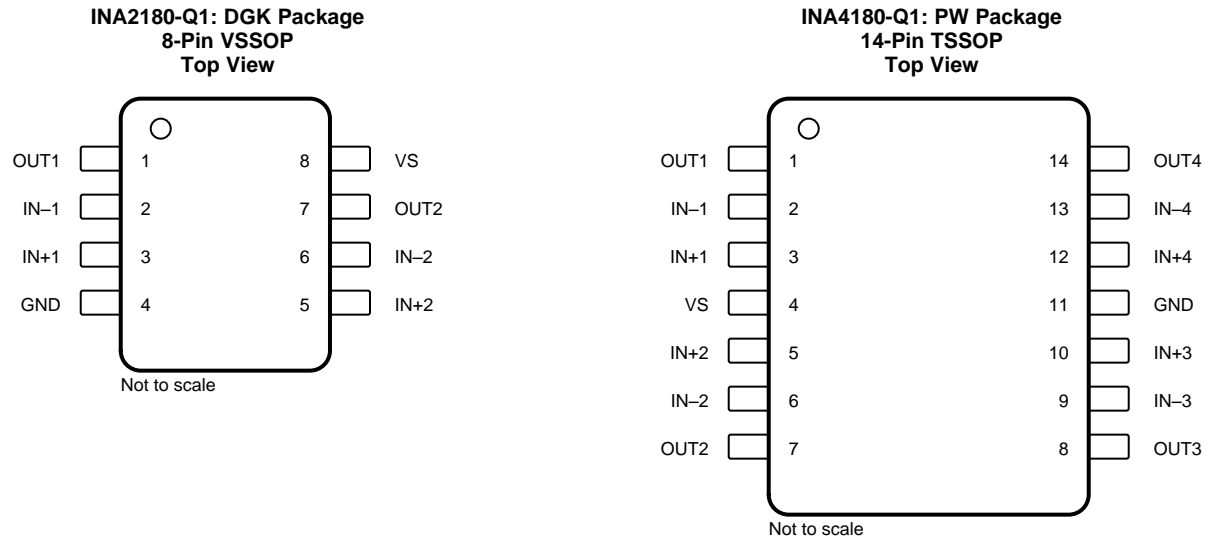 INA2180-Q1: DGK Package
8-Pin VSSOP
Top View
OUT1 1 8 VS
IN–1 2 7 OUT2
IN+1 3 6 IN–2
GND 4 5 IN+2
Not to scale
INA4180-Q1: PW Package
14-Pin TSSOP
Top View
OUT1 1 14 OUT4
IN–1 2 13 IN–4
IN+1 3 12 IN+4
VS 4 11 GND
IN+2 5 10 IN+3
IN–2 6 9 IN–3
OUT2 7 8 OUT3
Not to scale